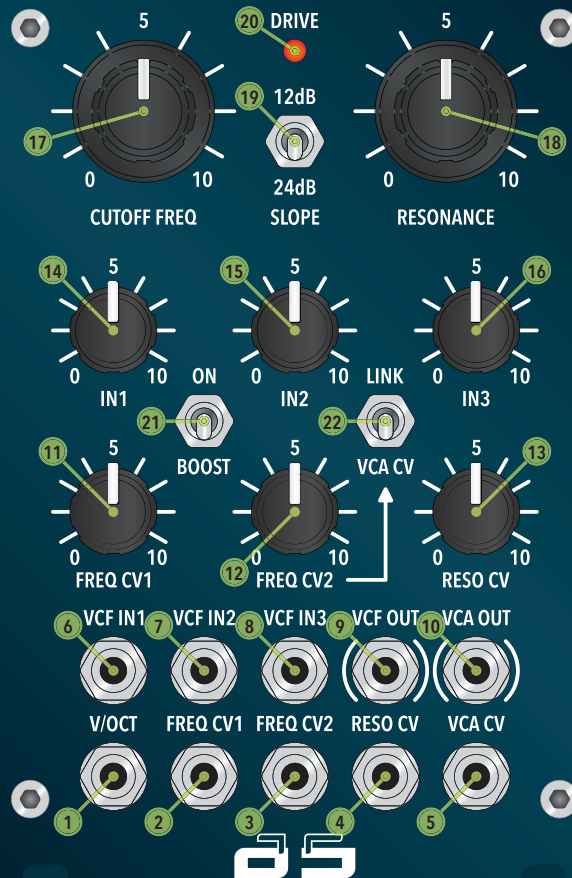 5 20 DRIVE 5
19 12dB
17 18
0 10 24dB 0 10
CUTOFF FREQ SLOPE RESONANCE
14 5 15 5 16 5
0 10 ON 0 10 LINK 0 10
IN1 IN2 IN3
21 22
11 5 BOOST 5 VCA CV 13 5
0 10 12 0 10 0 10
FREQ CV1 FREQ CV2 RESO CV
6 VCF IN1 7 VCF IN2 8 VCF IN3 9 VCF OUT 10 VCA OUT
V/OCT FREQ CV1 FREQ CV2 RESO CV VCA CV
1 2 3 4 5